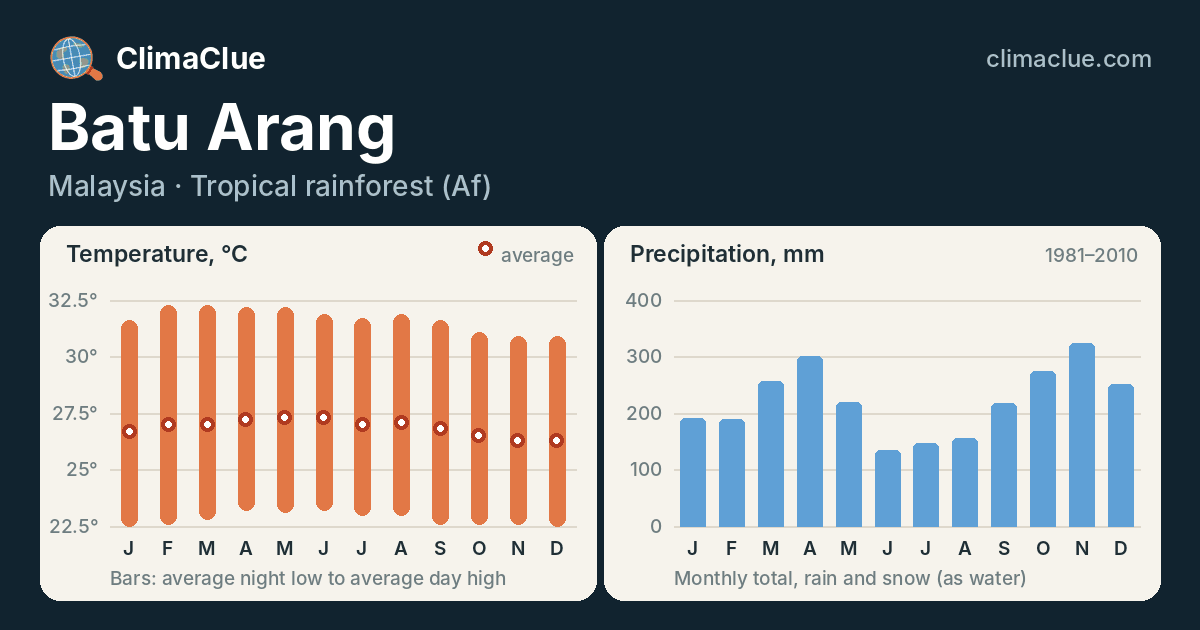 ClimaClue
climaclue.com
Batu Arang
Malaysia · Tropical rainforest (Af)
Temperature, °C
average
32.5°
30°
27.5°
25°
22.5°
J F M A M J J A S O N D
Bars: average night low to average day high
Precipitation, mm
1981–2010
400
300
200
100
0
J F M A M J J A S O N D
Monthly total, rain and snow (as water)